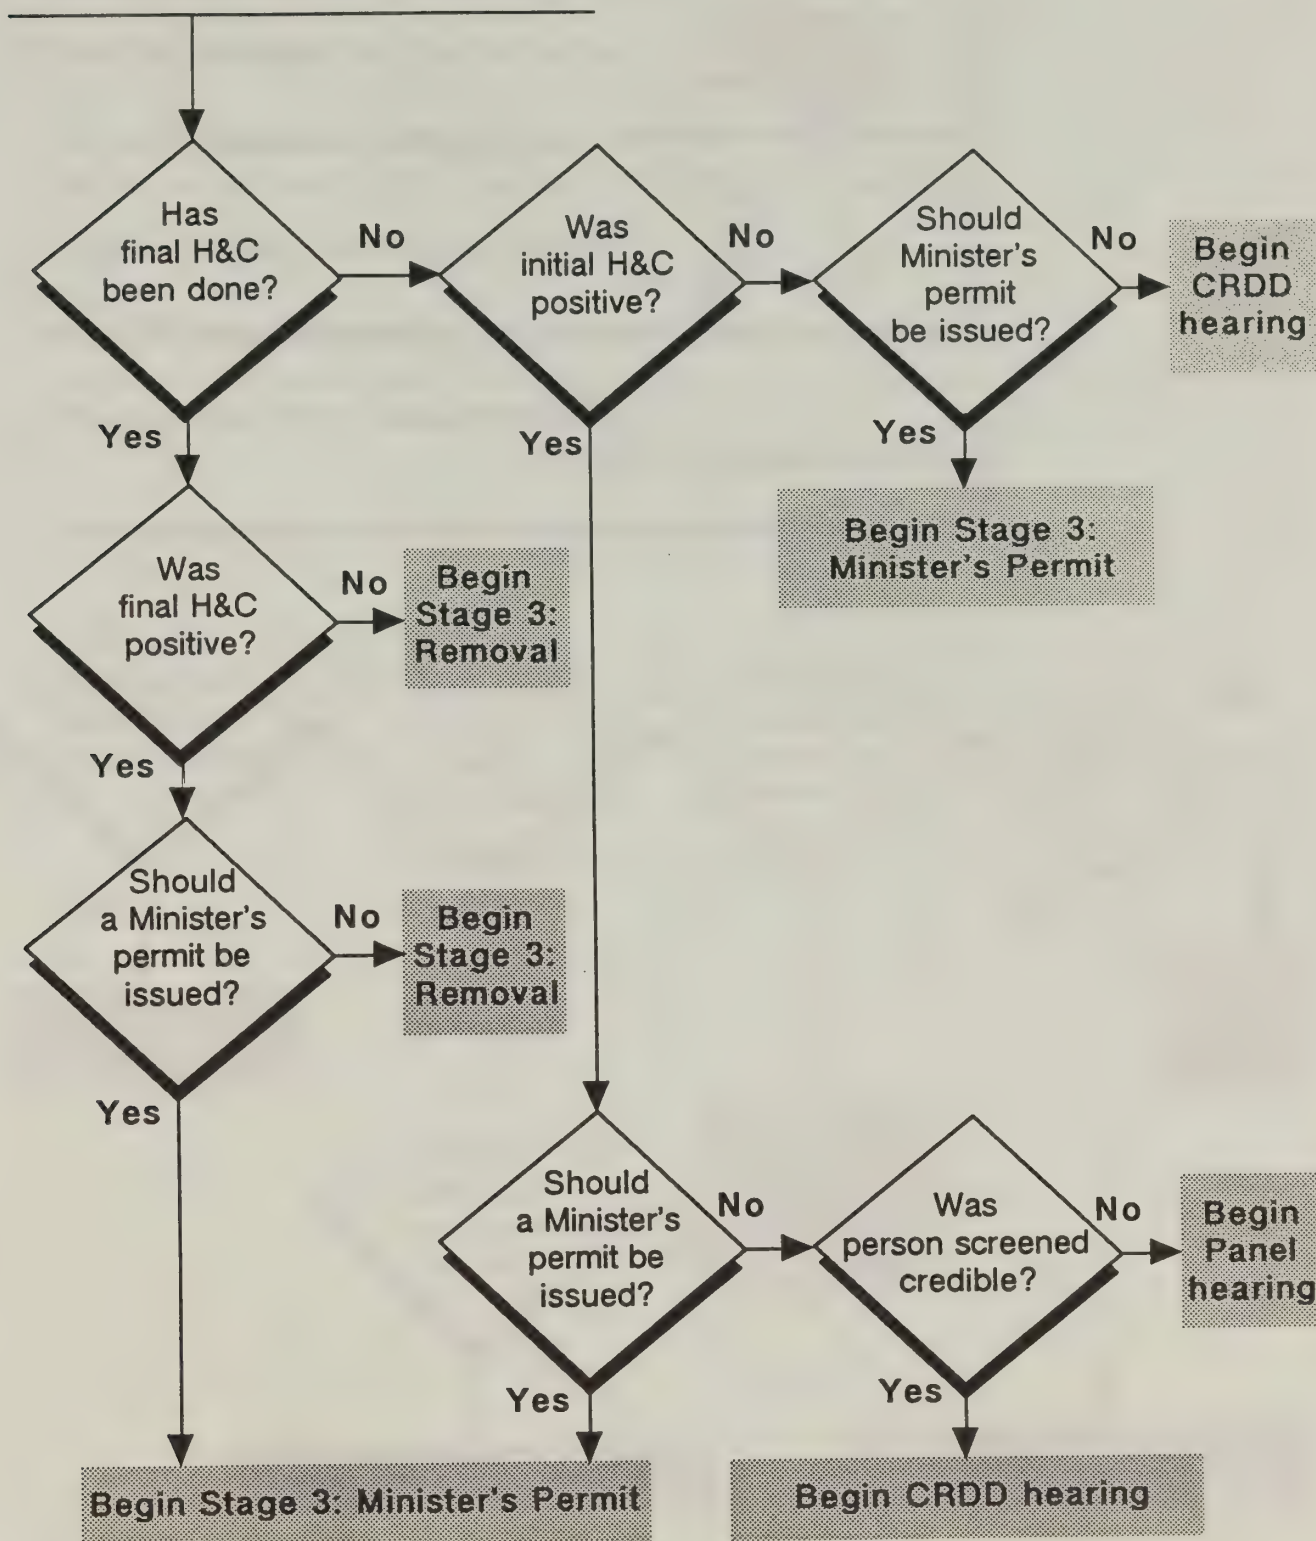 Has
final H&C
been done?
No
Was
initial H&C
positive?
No
Should
Minister's
permit
be issued?
No
Begin
CRDD
hearing
Yes
Yes
Yes
Begin Stage 3:
Minister's Permit
Was
final H&C
positive?
No
Begin
Stage 3:
Removal
Yes
Should
a Minister's
permit be
issued?
No
Begin
Stage 3:
Removal
Yes
Should
a Minister's
permit be
issued?
No
Was
person screened
credible?
No
Begin
Panel
hearing
Yes
Yes
Begin Stage 3: Minister's Permit
Begin CRDD hearing